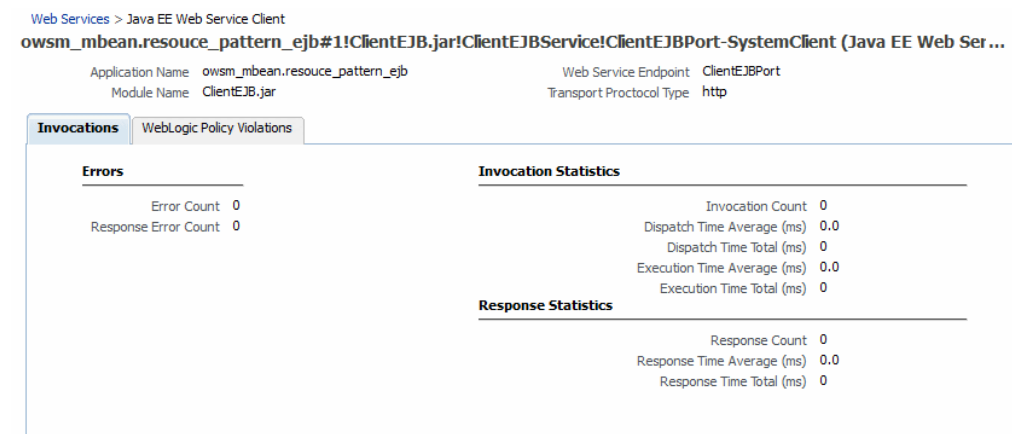 Web Services > Java EE Web Service Client
owsm_mbean.resouce_pattern_ejb#1!ClientEJB.jar!ClientEJBService!ClientEJBPort-SystemClient (Java EE Web Ser...
Application Name owsm_mbean.resouce_pattern_ejb Web Service Endpoint ClientEJBPort
Module Name ClientEJB.jar Transport Proctocol Type http
Invocations WebLogic Policy Violations
Errors Invocation Statistics
Error Count 0 Invocation Count 0
Response Error Count 0 Dispatch Time Average (ms) 0.0
Dispatch Time Total (ms) 0
Execution Time Average (ms) 0.0
Execution Time Total (ms) 0
Response Statistics
Response Count 0
Response Time Average (ms) 0.0
Response Time Total (ms) 0